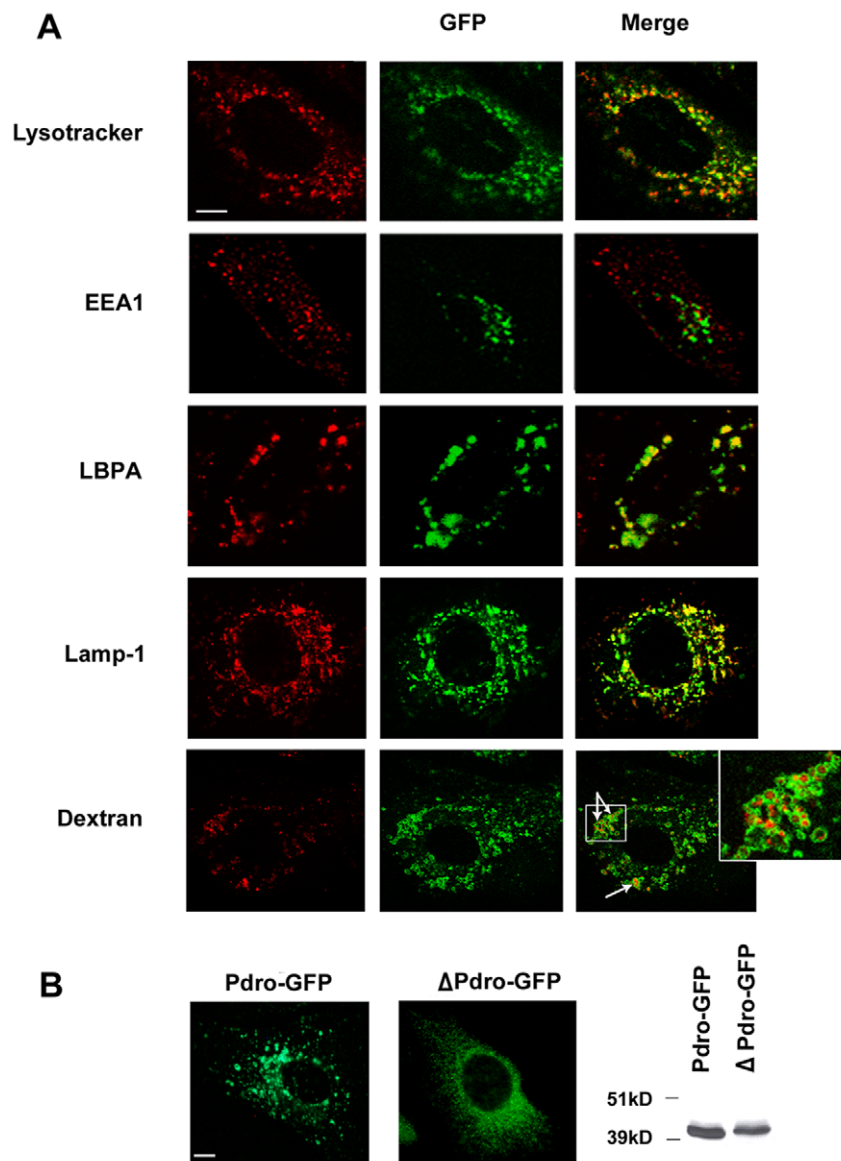 A
GFP Merge
Lysotracker
EEA1
LBPA
Lamp-1
Dextran
B
Pdro-GFP ΔPdro-GFP
Pdro-GFP
Δ Pdro-GFP
51kD
39kD